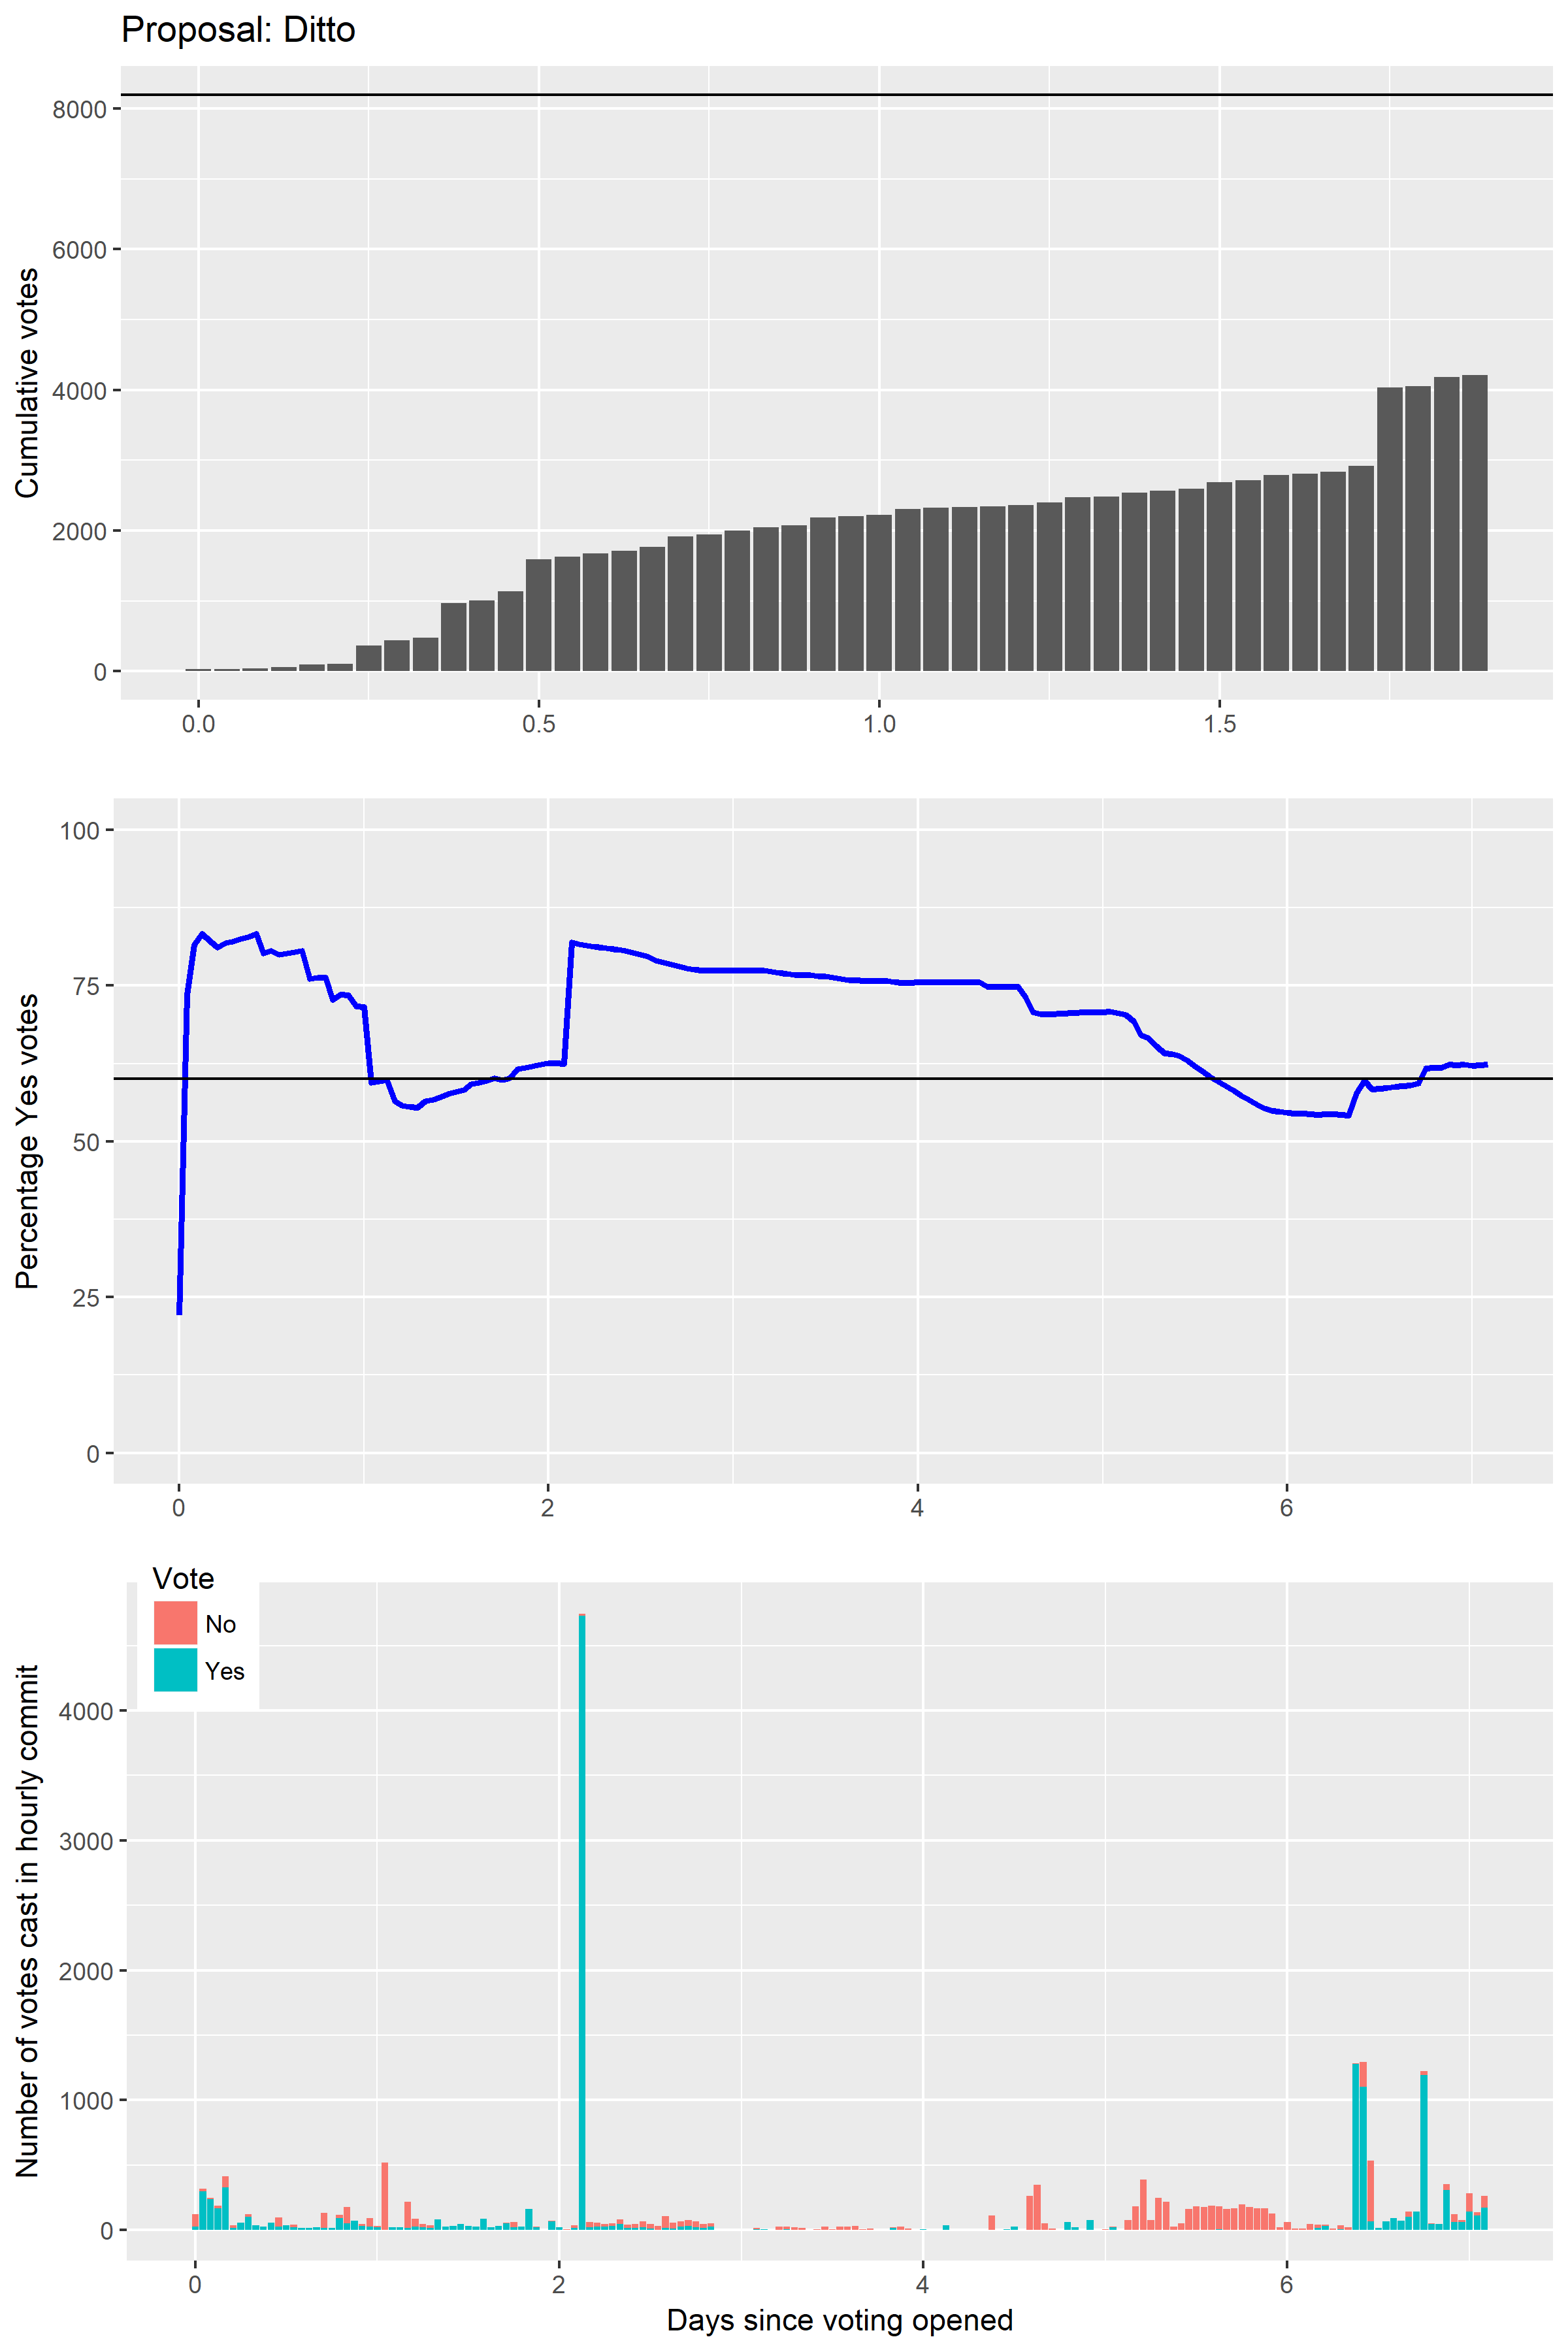 Proposal: Ditto
Cumulative votes
8000
6000
4000
2000
0
0.0 0.5 1.0 1.5
Percentage Yes votes
100
75
50
25
0
0 2 4 6
Vote
No
Yes
Number of votes cast in hourly commit
4000
3000
2000
1000
0
0 2 4 6
Days since voting opened